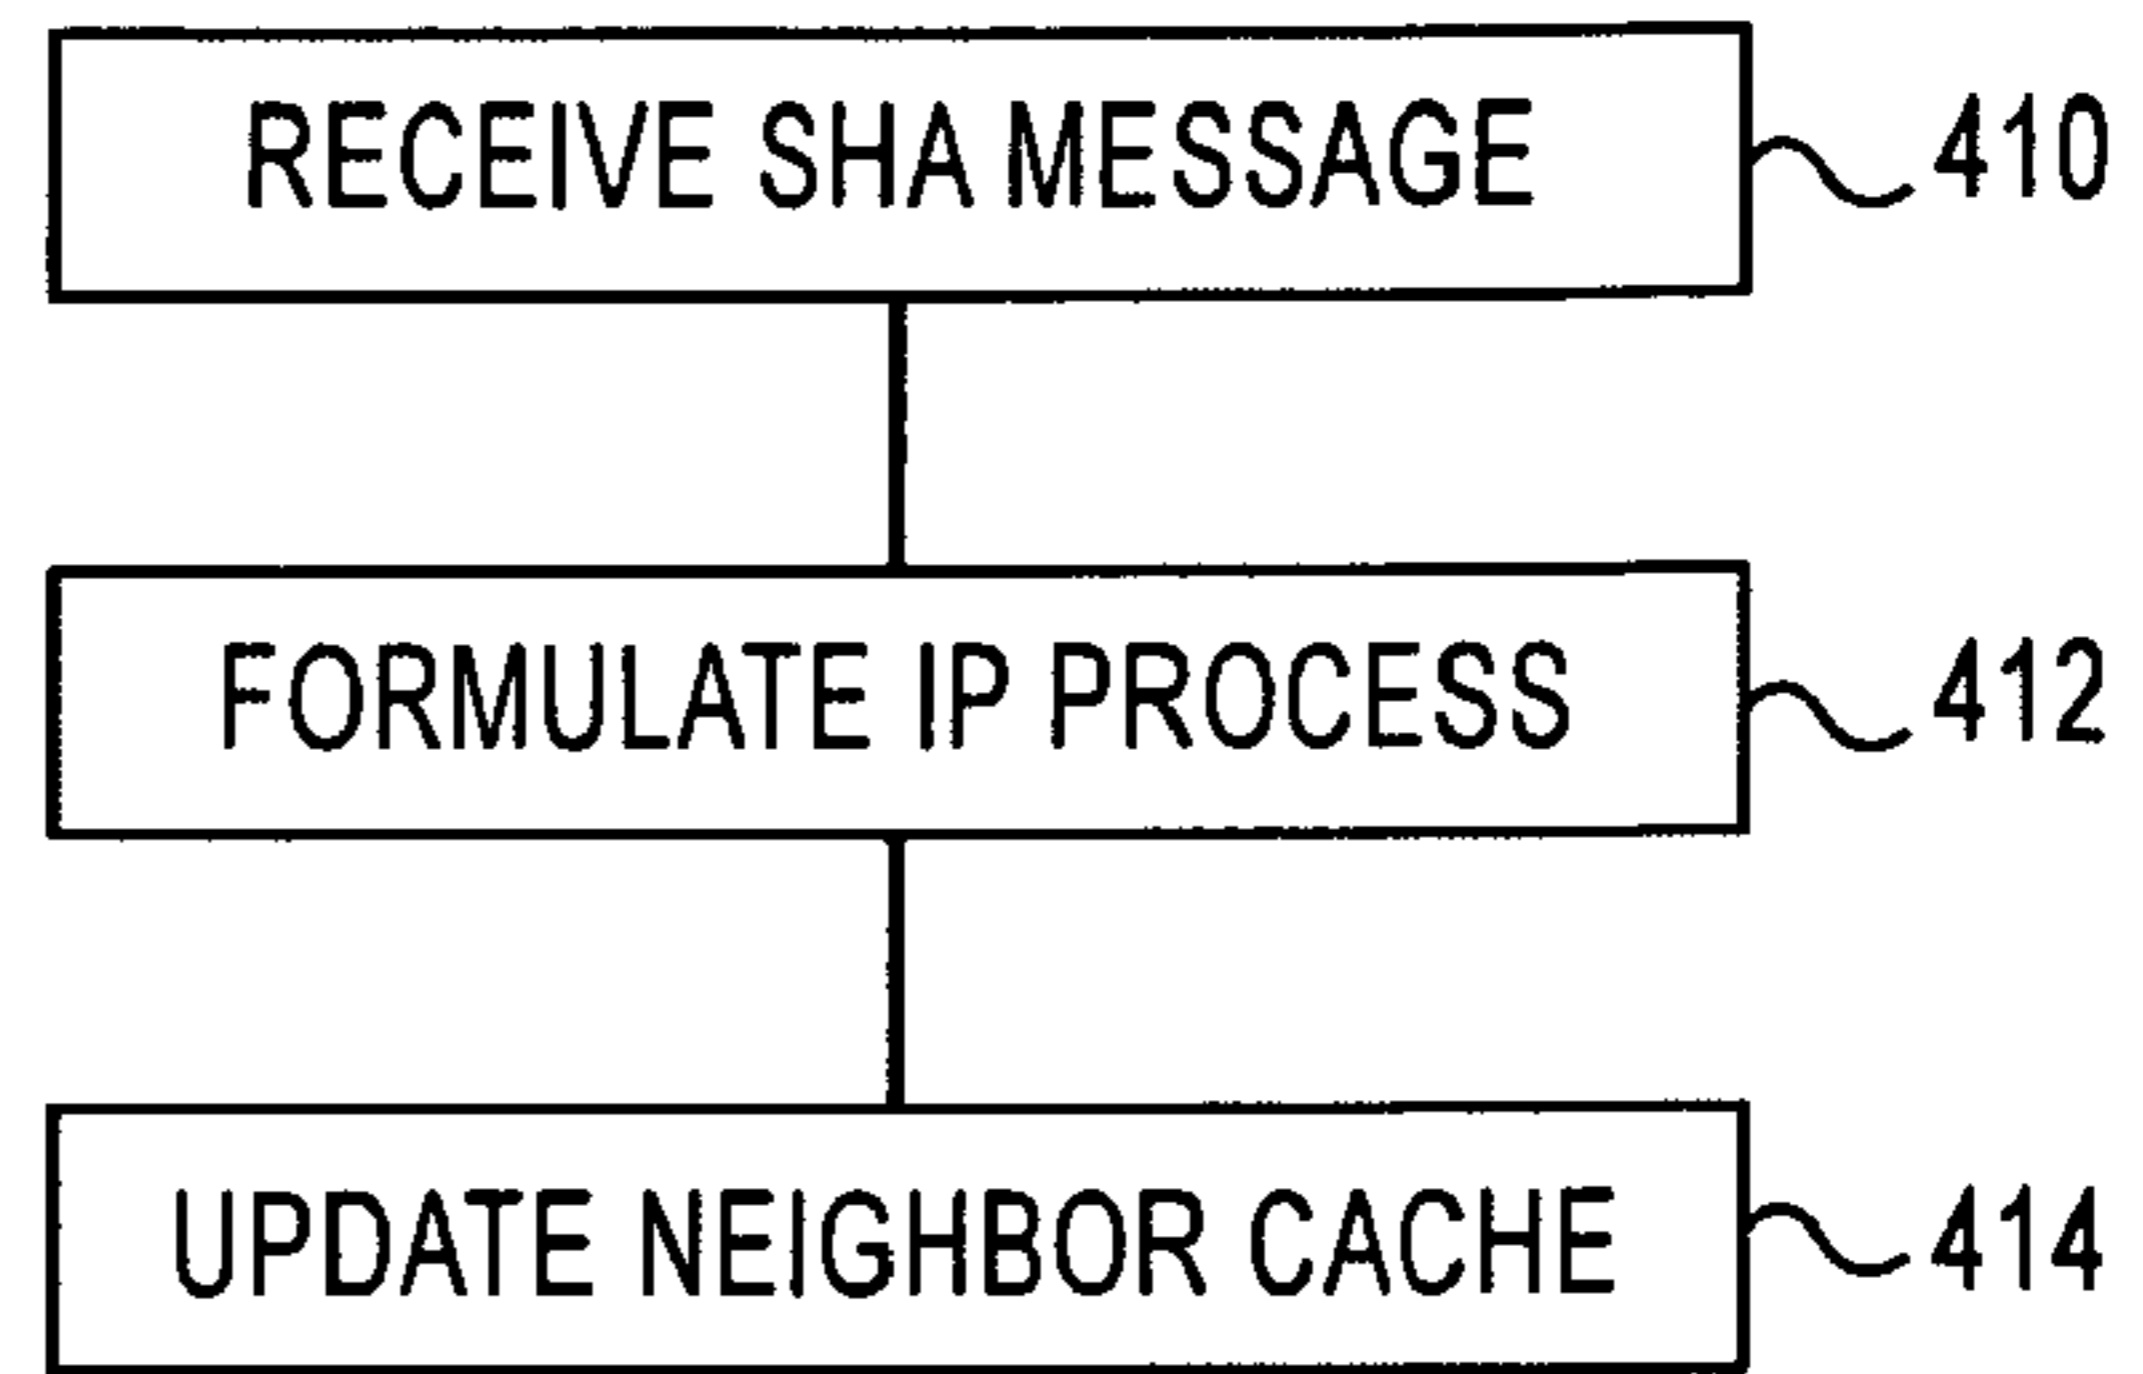 RECEIVE SHA MESSAGE 410
FORMULATE IP PROCESS 412
UPDATE NEIGHBOR CACHE 414